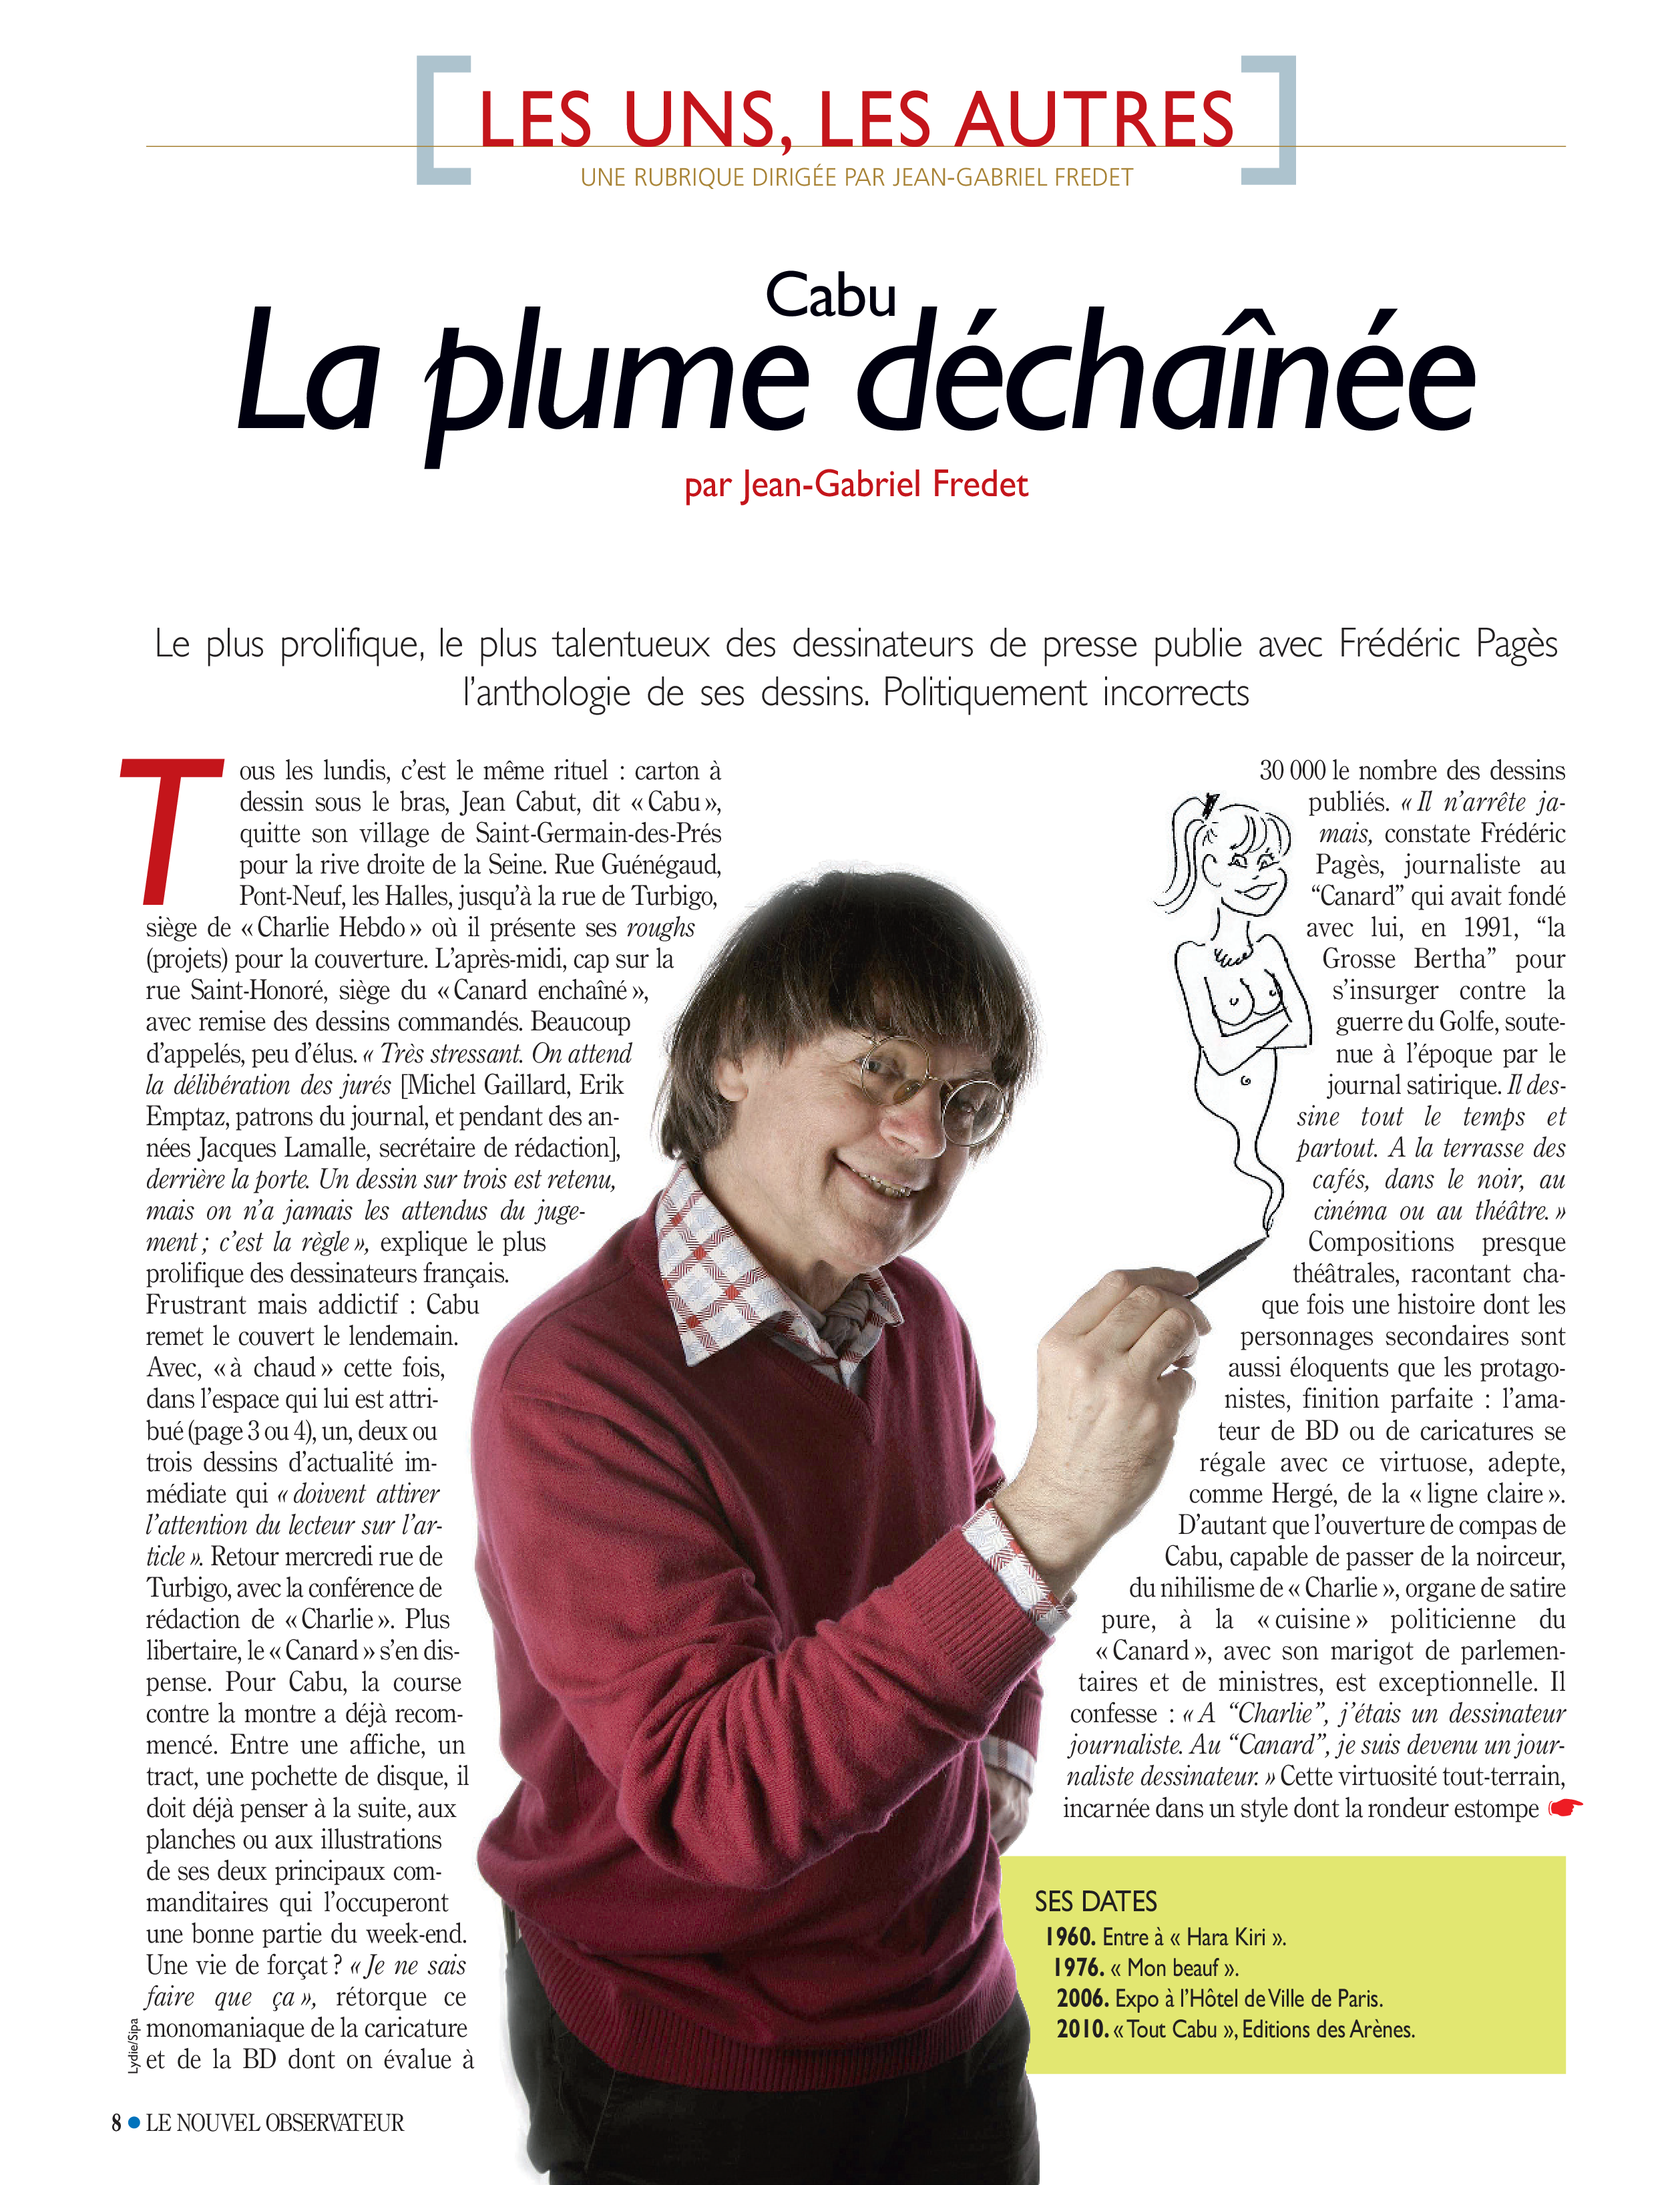 LES UNS, LES AUTRES
UNE RUBRIQUE DIRIGÉE PAR JEAN-GABRIEL FREDET
Cabu
La plume déchaînée
par Jean-Gabriel Fredet
Le plus prolifique, le plus talentueux des dessinateurs de presse publie avec Frédéric Pagès
l’anthologie de ses dessins. Politiquement incorrects
Tous les lundis, c’est le même rituel : carton à
dessin sous le bras, Jean Cabut, dit « Cabu »,
quitte son village de Saint-Germain-des-Prés
pour la rive droite de la Seine. Rue Guénégaud,
Pont-Neuf, les Halles, jusqu’à la rue de Turbigo,
siège de « Charlie Hebdo » où il présente ses roughs
(projets) pour la couverture. L’après-midi, cap sur la
rue Saint-Honoré, siège du « Canard enchaîné »,
avec remise des dessins commandés. Beaucoup
d’appelés, peu d’élus. « Très stressant. On attend
la délibération des jurés [Michel Gaillard, Erik
Emptaz, patrons du journal, et pendant des an-
nées Jacques Lamalle, secrétaire de rédaction],
derrière la porte. Un dessin sur trois est retenu,
mais on n’a jamais les attendus du juge-
ment ; c’est la règle », explique le plus
prolifique des dessinateurs français.
Frustrant mais addictif : Cabu
remet le couvert le lendemain.
Avec, « à chaud » cette fois,
dans l’espace qui lui est attri-
bué (page 3 ou 4), un, deux ou
trois dessins d’actualité im-
médiate qui « doivent attirer
l’attention du lecteur sur l’ar-
ticle ». Retour mercredi rue de
Turbigo, avec la conférence de
rédaction de « Charlie ». Plus
libertaire, le « Canard » s’en dis-
pense. Pour Cabu, la course
contre la montre a déjà recom-
mencé. Entre une affiche, un
tract, une pochette de disque, il
doit déjà penser à la suite, aux
planches ou aux illustrations
de ses deux principaux com-
manditaires qui l’occuperont
une bonne partie du week-end.
Une vie de forçat ? « Je ne sais
faire que ça », rétorque ce
monomaniaque de la caricature
et de la BD dont on évalue à
30 000 le nombre des dessins
publiés. « Il n’arrête ja-
mais, constate Frédéric
Pagès, journaliste au
“Canard” qui avait fondé
avec lui, en 1991, “la
Grosse Bertha” pour
s’insurger contre la
guerre du Golfe, soute-
nue à l’époque par le
journal satirique. Il des-
sine tout le temps et
partout. A la terrasse des
cafés, dans le noir, au
cinéma ou au théâtre. »
Compositions presque
théâtrales, racontant cha-
que fois une histoire dont les
personnages secondaires sont
aussi éloquents que les protago-
nistes, finition parfaite : l’ama-
teur de BD ou de caricatures se
régale avec ce virtuose, adepte,
comme Hergé, de la « ligne claire ».
D’autant que l’ouverture de compas de
Cabu, capable de passer de la noirceur,
du nihilisme de « Charlie », organe de satire
pure, à la « cuisine » politicienne du
« Canard », avec son marigot de parlemen-
taires et de ministres, est exceptionnelle. Il
confesse : « A “Charlie”, j’étais un dessinateur
journaliste. Au “Canard”, je suis devenu un jour-
naliste dessinateur. » Cette virtuosité tout-terrain,
incarnée dans un style dont la rondeur estompe
SES DATES
1960. Entre à « Hara Kiri ».
1976. « Mon beauf ».
2006. Expo à l’Hôtel de Ville de Paris.
2010. « Tout Cabu », Editions des Arènes.
Lydie/Sipa
8 ● LE NOUVEL OBSERVATEUR